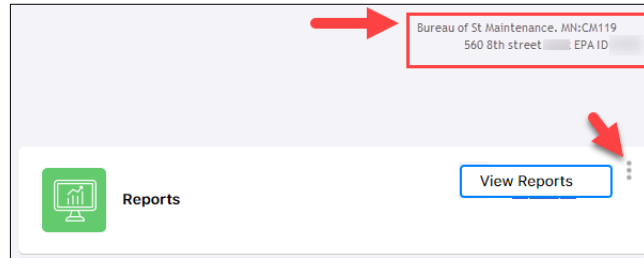 Bureau of St Maintenance. MN:CM119
560 8th street EPA ID
View Reports
Reports